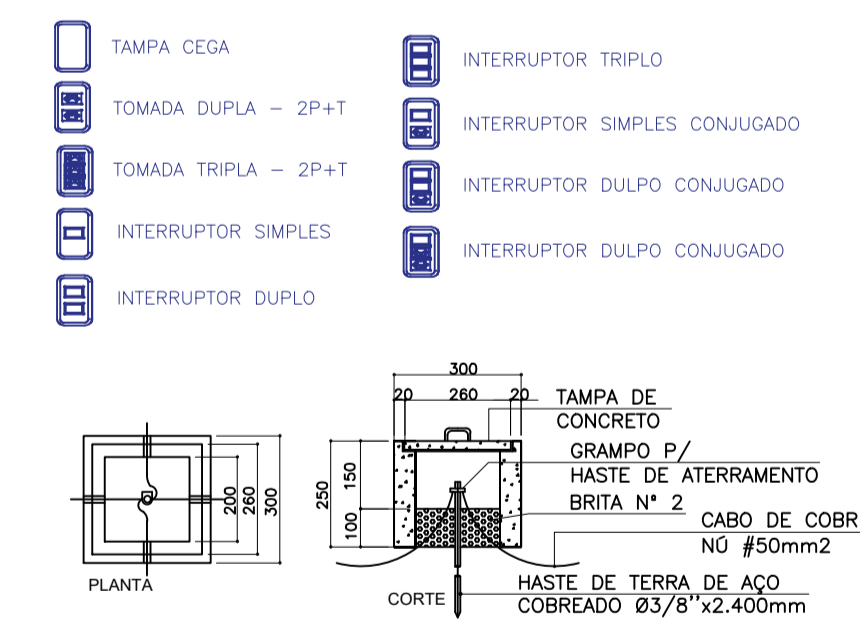 TAMPA CEGA
TOMADA DUPLA – 2P+T
TOMADA TRIPLA – 2P+T
INTERRUPTOR SIMPLES
INTERRUPTOR DUPLO
INTERRUPTOR TRIPLO
INTERRUPTOR SIMPLES CONJUGADO
INTERRUPTOR DULPO CONJUGADO
INTERRUPTOR DULPO CONJUGADO
200
260
300
PLANTA
300
20 260 20
250
150
100
TAMPA DE
CONCRETO
GRAMPO P/
HASTE DE ATERRAMENTO
BRITA Nº 2
CABO DE COBR
NÚ #50mm2
HASTE DE TERRA DE AÇO
COBREADO Ø3/8''x2.400mm
CORTE